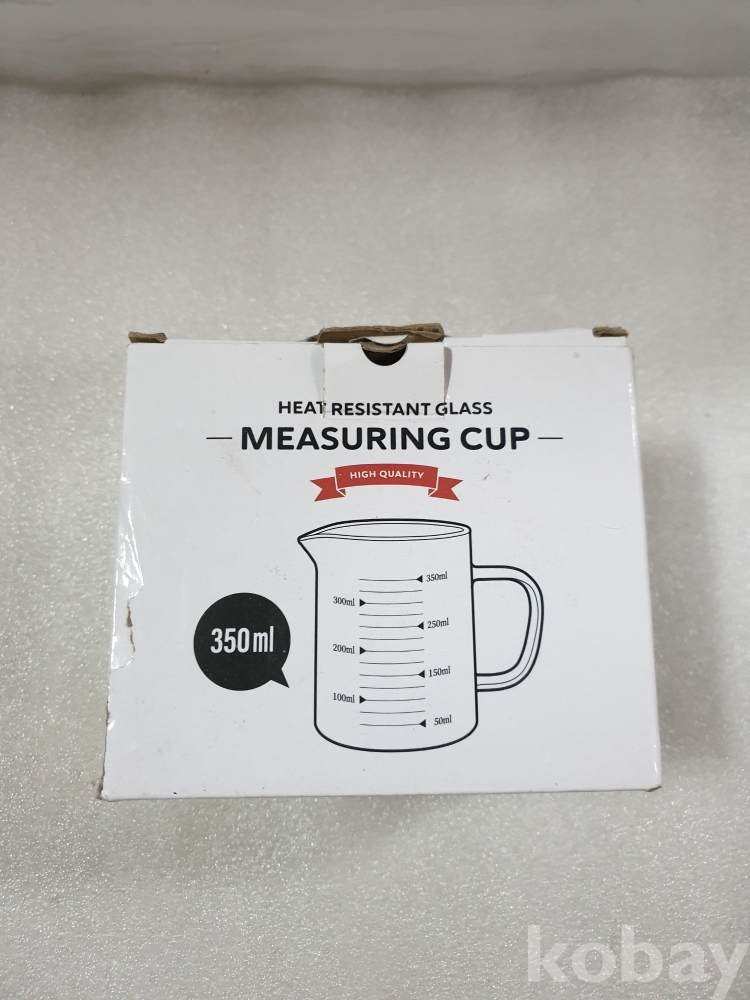 HEAT RESISTANT GLASS
— MEASURING CUP —
HIGH QUALITY
350ml
300ml
250ml
350ml
200ml
150ml
100ml
50ml
kobay